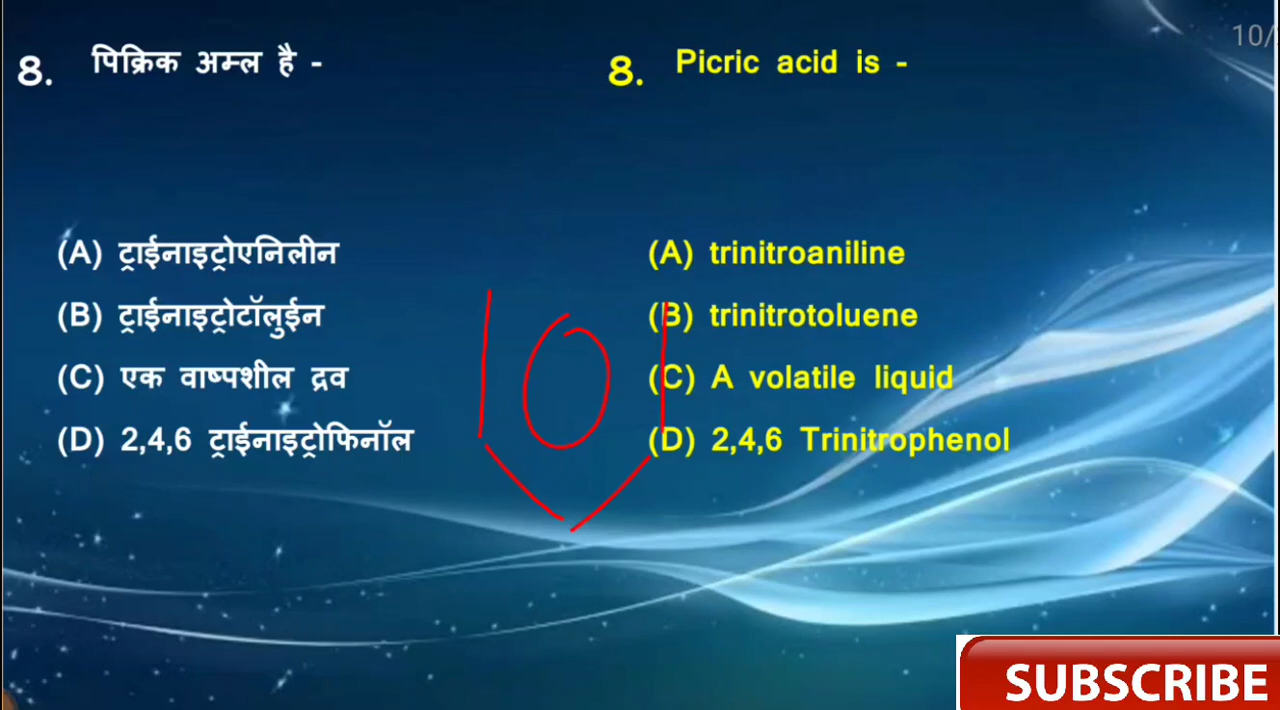 8. पिक्रिक अम्ल है -
(A) ट्राईनाइट्रोएनिलीन
(B) ट्राईनाइट्रोटॉलुईन
(C) एक वाष्पशील द्रव
(D) 2,4,6 ट्राईनाइट्रोफिनॉल
8. Picric acid is -
(A) trinitroaniline
(B) trinitrotoluene
(C) A volatile liquid
(D) 2,4,6 Trinitrophenol
10/
SUBSCRIBE